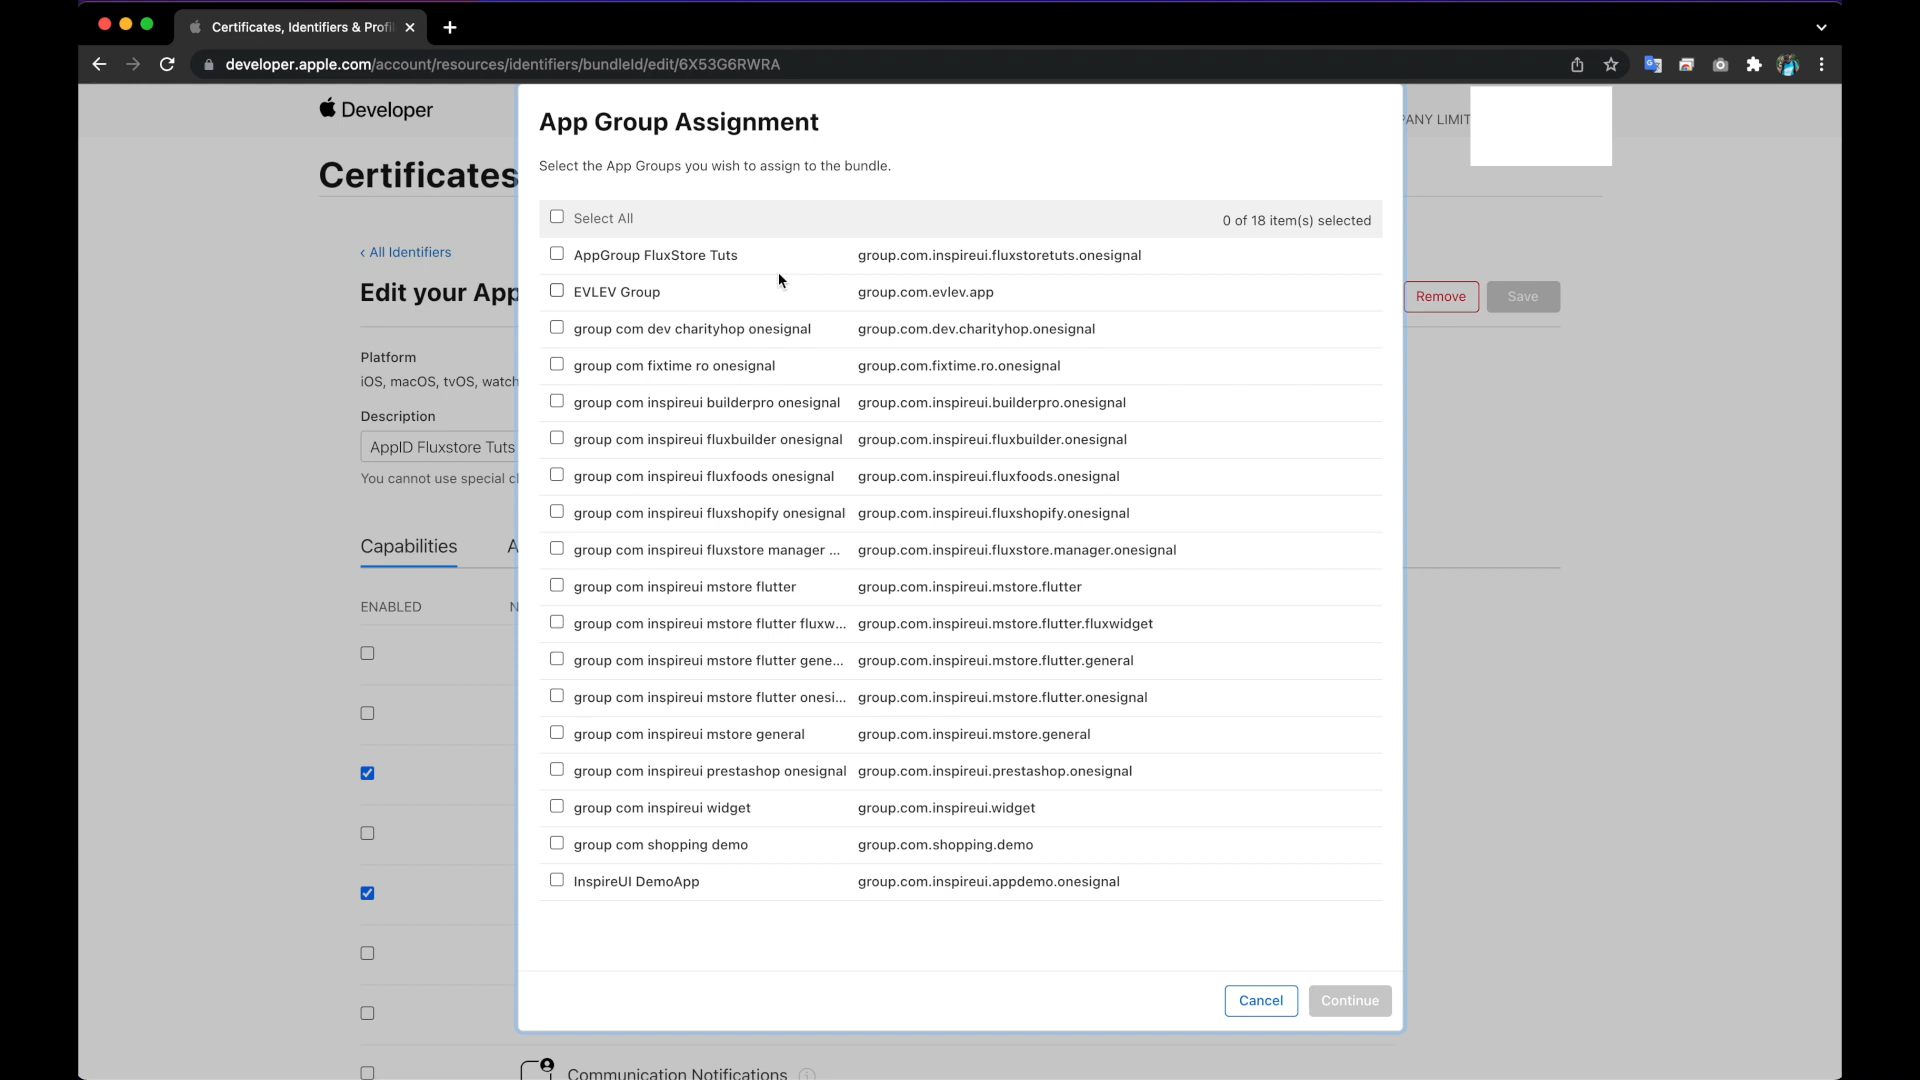 Certificates, Identifiers & Profil
developer.apple.com/account/resources/identifiers/bundleId/edit/6X53G6RWRA
Developer
PANY LIMIT
Certificates
App Group Assignment
Select the App Groups you wish to assign to the bundle.
Select All 0 of 18 item(s) selected
AppGroup FluxStore Tuts group.com.inspireui.fluxstoretuts.onesignal
EVLEV Group group.com.evlev.app
group com dev charityhop onesignal group.com.dev.charityhop.onesignal
group com fixtime ro onesignal group.com.fixtime.ro.onesignal
group com inspireui builderpro onesignal group.com.inspireui.builderpro.onesignal
group com inspireui fluxbuilder onesignal group.com.inspireui.fluxbuilder.onesignal
group com inspireui fluxfoods onesignal group.com.inspireui.fluxfoods.onesignal
group com inspireui fluxshopify onesignal group.com.inspireui.fluxshopify.onesignal
group com inspireui fluxstore manager ... group.com.inspireui.fluxstore.manager.onesignal
group com inspireui mstore flutter group.com.inspireui.mstore.flutter
group com inspireui mstore flutter fluxw... group.com.inspireui.mstore.flutter.fluxwidget
group com inspireui mstore flutter gene... group.com.inspireui.mstore.flutter.general
group com inspireui mstore flutter onesi... group.com.inspireui.mstore.flutter.onesignal
group com inspireui mstore general group.com.inspireui.mstore.general
group com inspireui prestashop onesignal group.com.inspireui.prestashop.onesignal
group com inspireui widget group.com.inspireui.widget
group com shopping demo group.com.shopping.demo
InspireUI DemoApp group.com.inspireui.appdemo.onesignal
Cancel Continue
‹ All Identifiers
Edit your App
Remove Save
Platform
iOS, macOS, tvOS, watch
Description
AppID Fluxstore Tuts
You cannot use special c
Capabilities A
ENABLED N
Communication Notifications